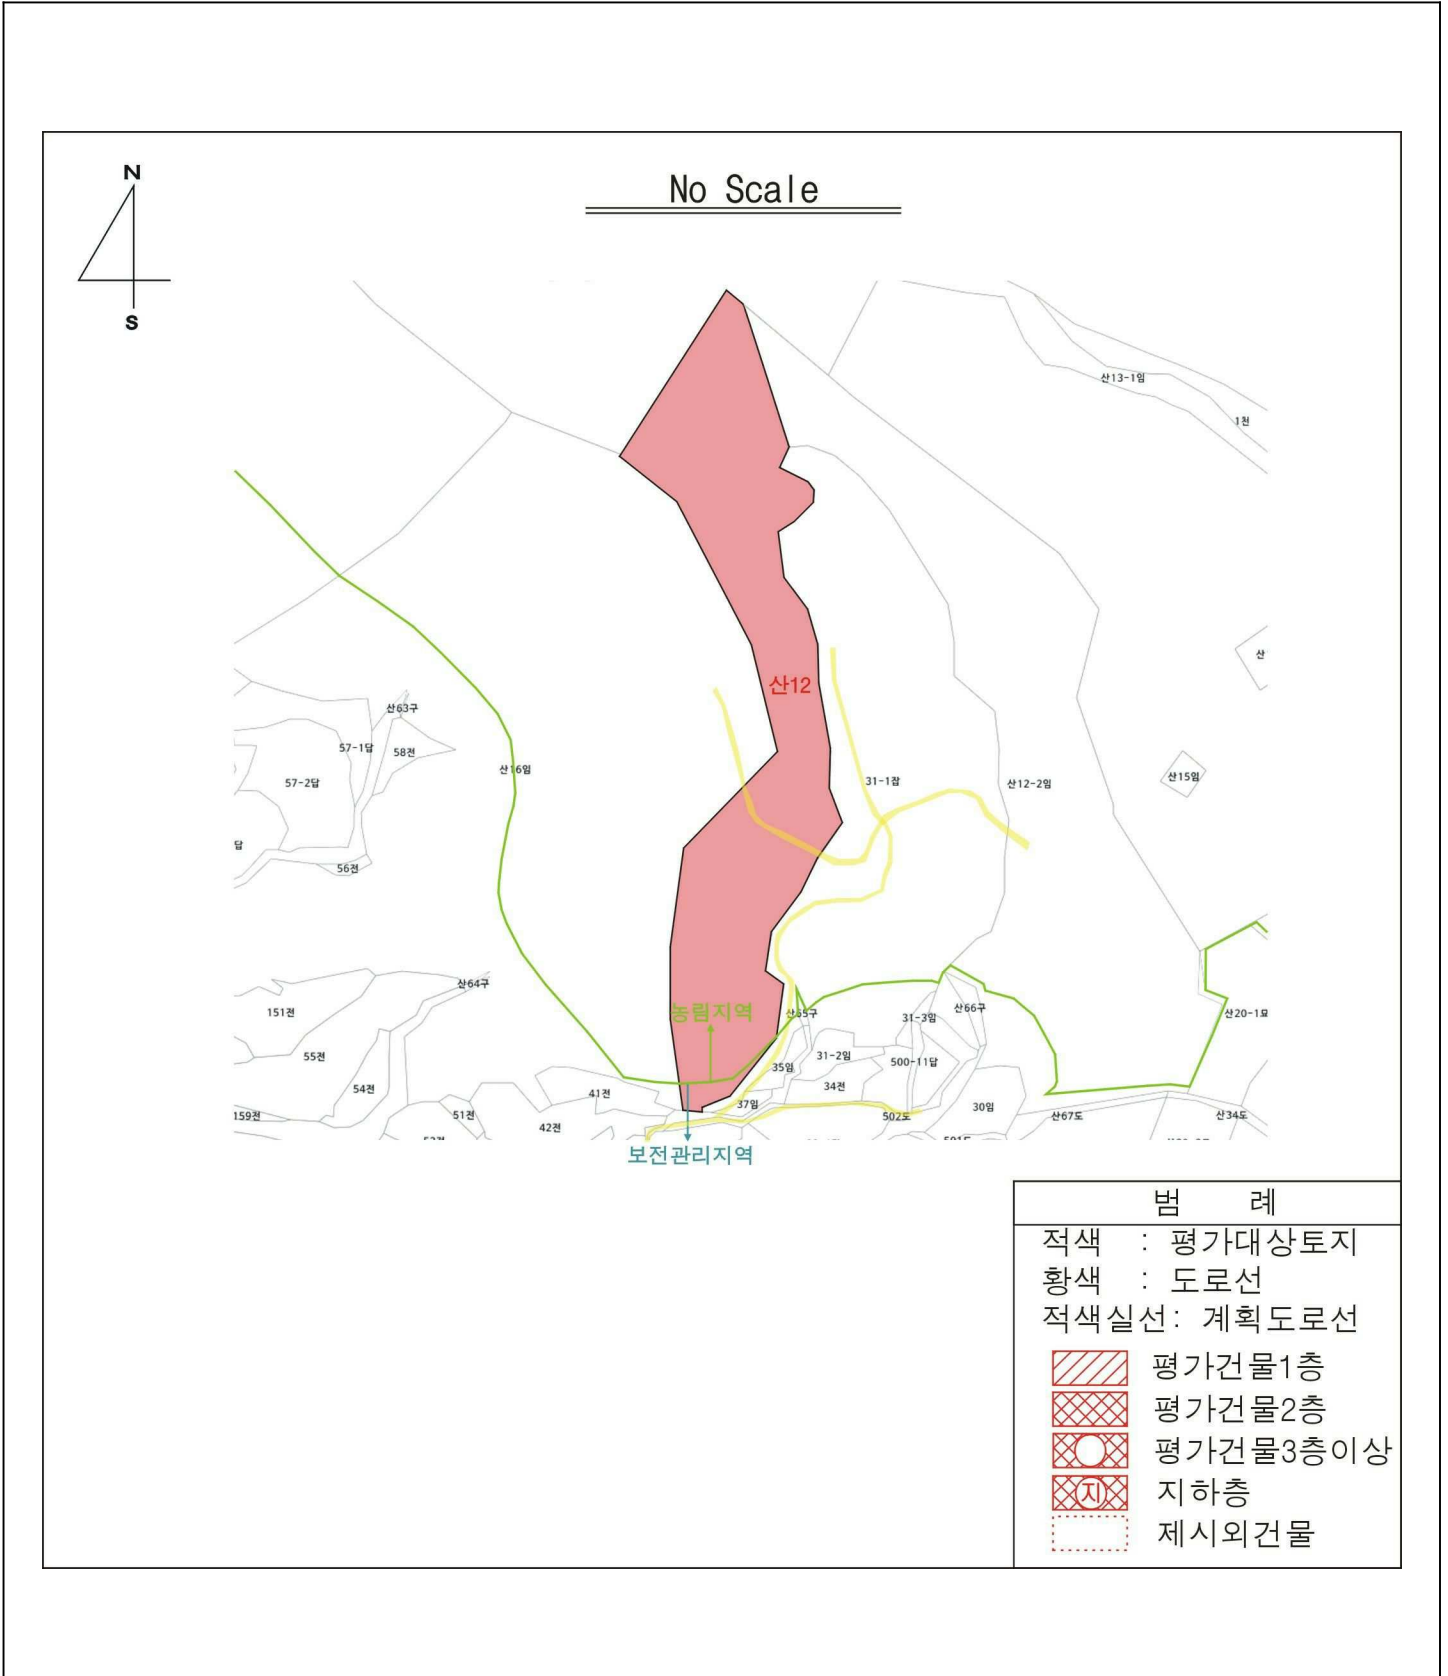 N
S
No Scale
산13-1임
1전
산
산12
산63구
57-1답
58전
57-2답
산16임
31-1잡
산12-2임
산15임
답
56전
산64구
151전
농림지역
31-3임
산66구
산20-1묘
55전
35임
31-2임
500-11답
54전
41전
34전
159전
51전
42전
37임
502도
30임
산67도
산34도
보전관리지역
범 례
적색 : 평가대상토지
황색 : 도로선
적색실선: 계획도로선
평가건물1층
평가건물2층
평가건물3층이상
지 지하층
제시외건물